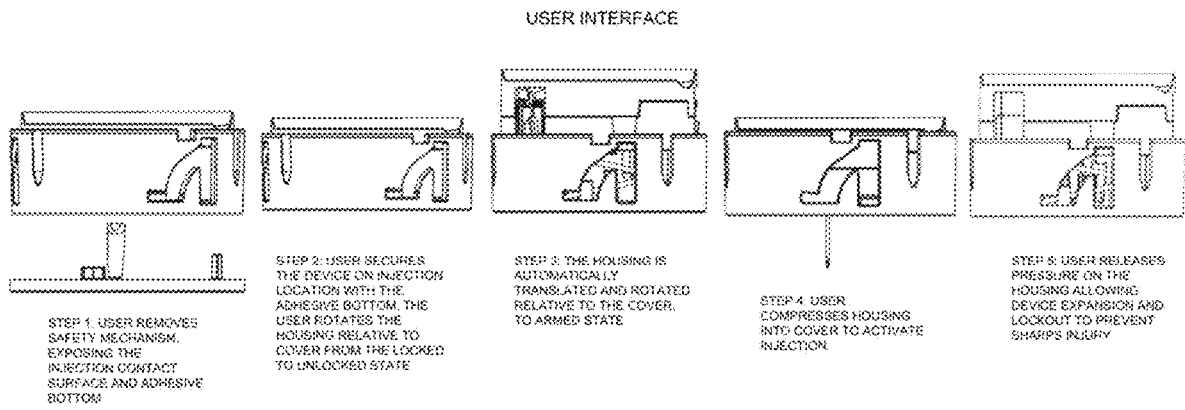 USER INTERFACE
STEP 1: USER REMOVES
SAFETY MECHANISM,
EXPOSING THE
INJECTION CONTACT
SURFACE AND ADHESIVE
BOTTOM
STEP 2: USER SECURES
THE DEVICE ON INJECTION
LOCATION WITH THE
ADHESIVE BOTTOM. THE
USER ROTATES THE
HOUSING RELATIVE TO
COVER FROM THE LOCKED
TO UNLOCKED STATE
STEP 3: THE HOUSING IS
AUTOMATICALLY
TRANSLATED AND ROTATED
RELATIVE TO THE COVER,
TO ARMED STATE
STEP 4: USER
COMPRESSES HOUSING
INTO COVER TO ACTIVATE
INJECTION.
STEP 5: USER RELEASES
PRESSURE ON THE
HOUSING ALLOWING
DEVICE EXPANSION AND
LOCKOUT TO PREVENT
SHARPS INJURY